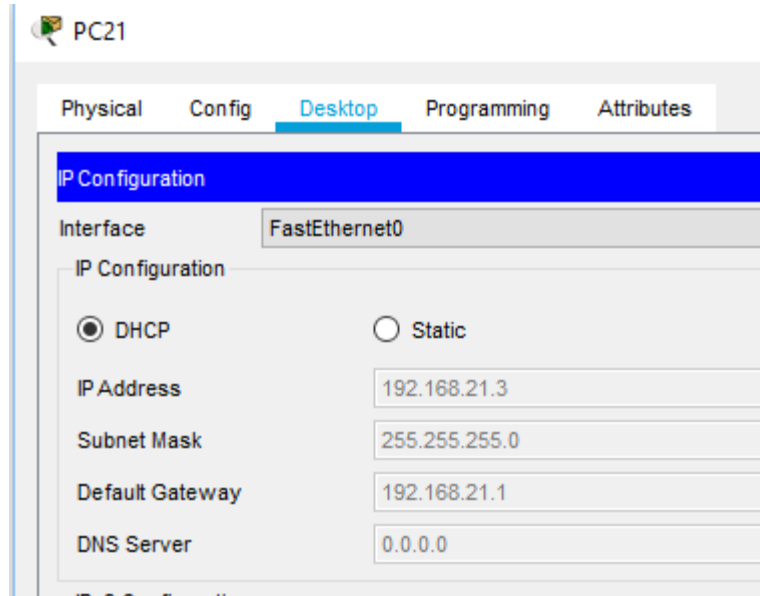 PC21
Physical Config Desktop Programming Attributes
IP Configuration
Interface FastEthernet0
IP Configuration
DHCP Static
IP Address 192.168.21.3
Subnet Mask 255.255.255.0
Default Gateway 192.168.21.1
DNS Server 0.0.0.0